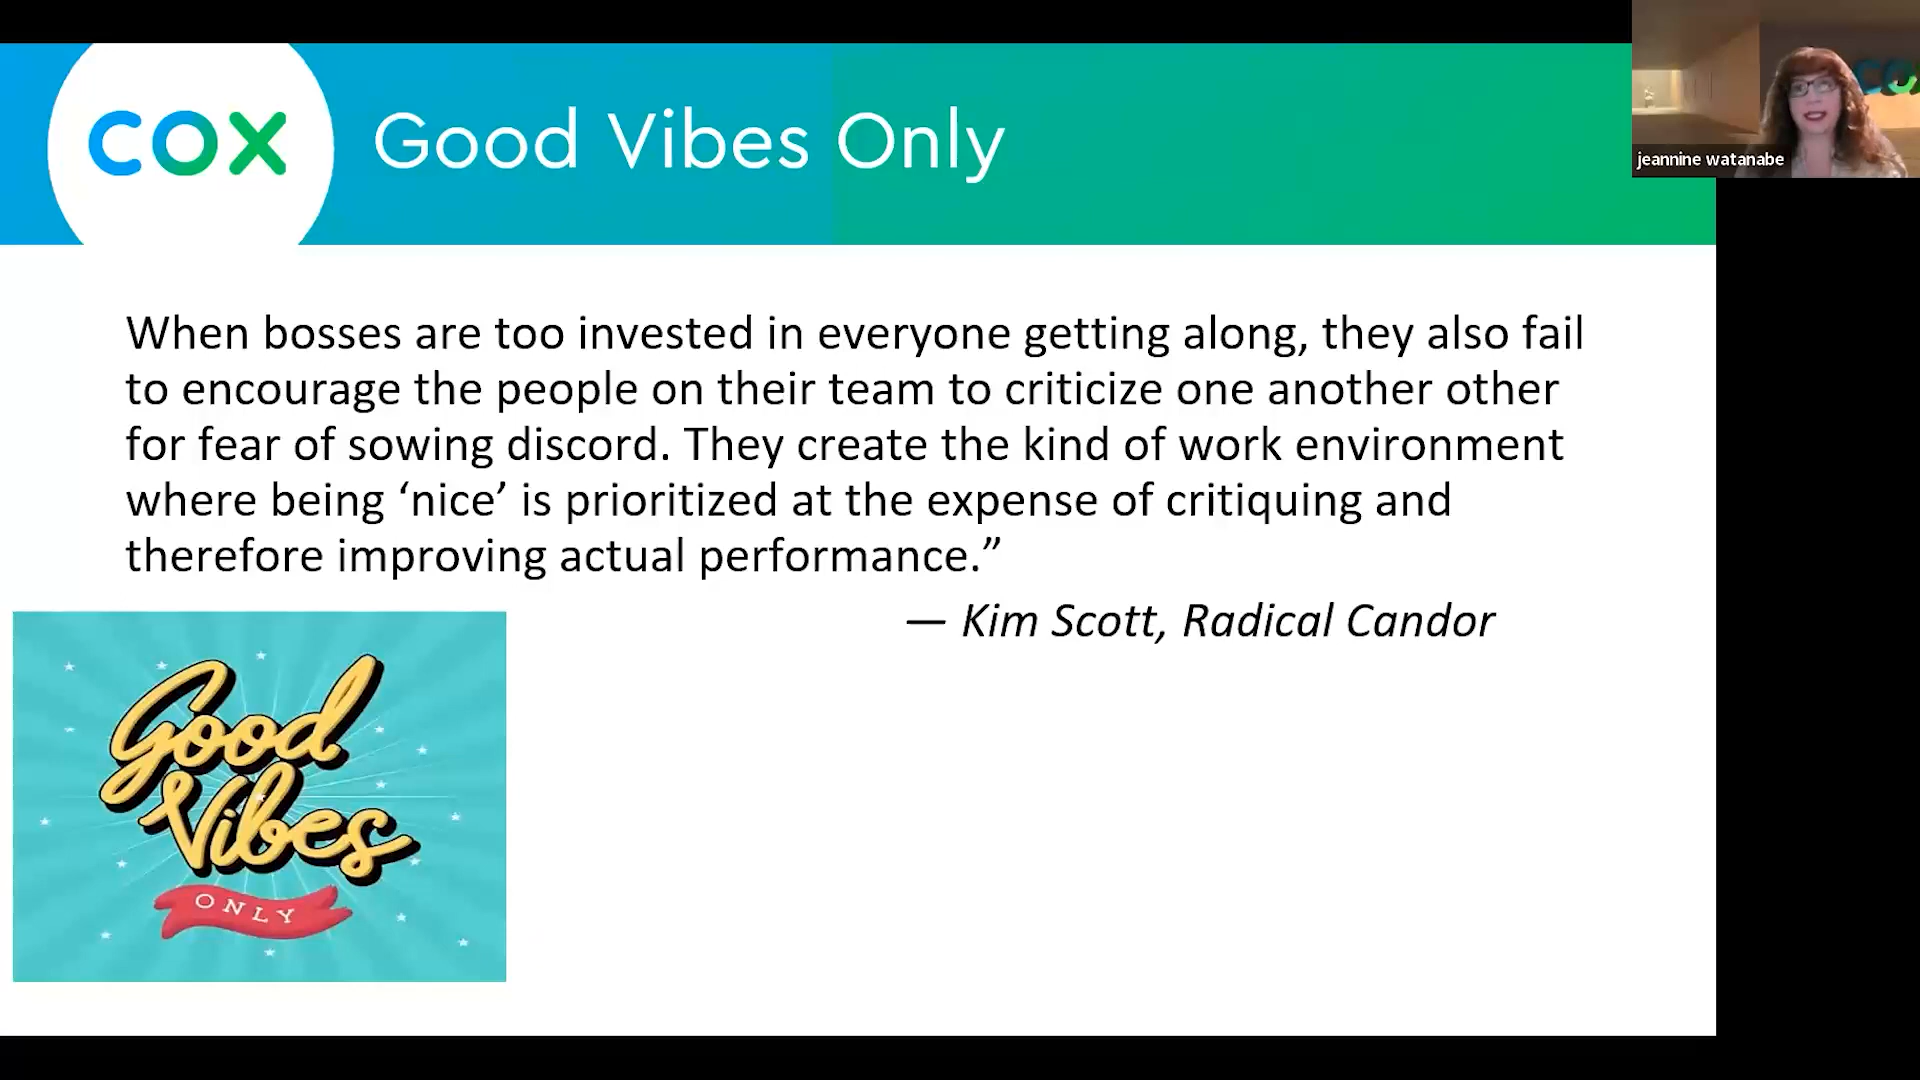 cox
Good Vibes Only
jeannine watanabe
When bosses are too invested in everyone getting along, they also fail
to encourage the people on their team to criticize one another other
for fear of sowing discord. They create the kind of work environment
where being ‘nice’ is prioritized at the expense of critiquing and
therefore improving actual performance.”
— Kim Scott, Radical Candor
Good
Vibes
ONLY